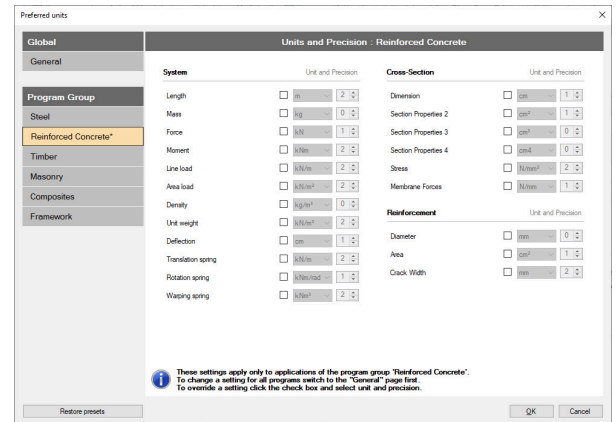 Preferred units
Global
General
Program Group
Steel
Reinforced Concrete*
Timber
Masonry
Composites
Framework
Units and Precision : Reinforced Concrete
System Unit and Precision
Length m 2
Mass kg 0
Force kN 1
Moment kNm 2
Line load kN/m 2
Area load kN/m² 2
Density 0
Unit weight 2
Deflection cm 1
Translation spring kN/m 2
Rotation spring kNm/rad 1
Warping spring kNm² 2
Cross-Section Unit and Precision
Dimension cm 1
Section Properties 2 cm² 1
Section Properties 3 0
Section Properties 4 cm4 0
Stress N/mm² 2
Membrane Forces N/mm 1
Reinforcement Unit and Precision
Diameter mm 0
Area cm² 1
Crack Width mm 2
These settings apply only to applications of the program group 'Reinforced Concrete'.
To change a setting for all programs switch to the "General" page first.
To override a setting click the check box and select unit and precision.
Restore presets
OK
Cancel